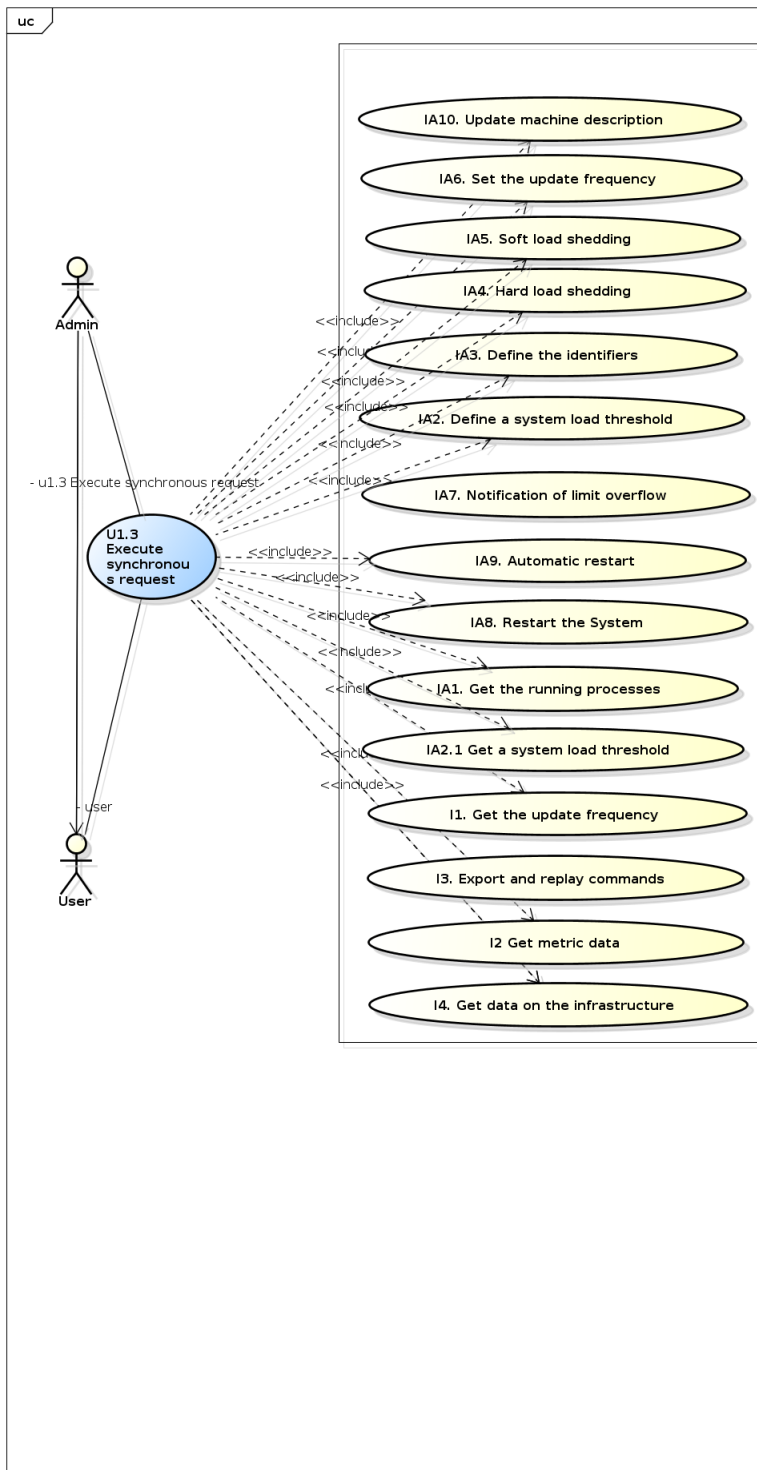 uc
IA10. Update machine description
IA6. Set the update frequency
IA5. Soft load shedding
IA4. Hard load shedding
Admin
<<include>>
<<include>>
IA3. Define the identifiers
<<include>>
<<include>>
IA2. Define a system load threshold
<<include>>
<<include>>
- u1.3 Execute synchronous request
IA7. Notification of limit overflow
U1.3
Execute
synchronou
s request
<<include>>
IA9. Automatic restart
<<include>>
<<include>>
IA8. Restart the System
<<include>>
<<include>>
IA1. Get the running processes
<<include>>
IA2.1 Get a system load threshold
<<include>>
- user
I1. Get the update frequency
I3. Export and replay commands
User
I2 Get metric data
I4. Get data on the infrastructure